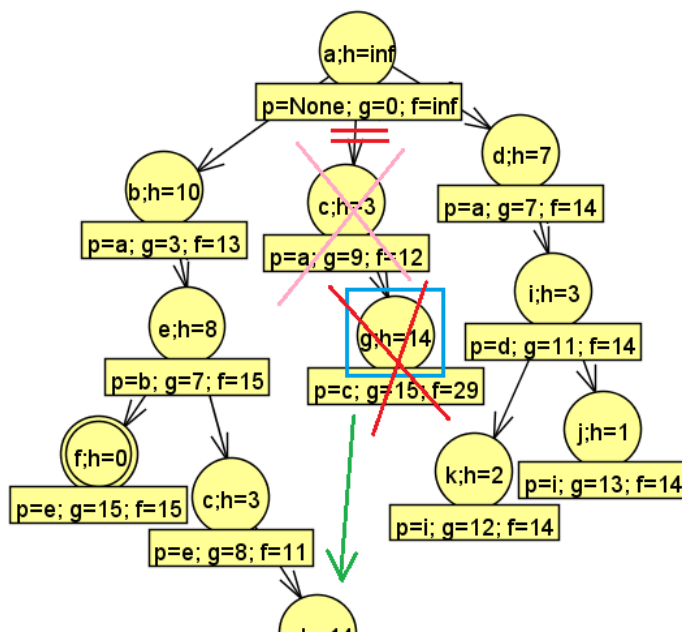 a;h=inf
p=None; g=0; f=inf
b;h=10
p=a; g=3; f=13
c;h=3
p=a; g=9; f=12
d;h=7
p=a; g=7; f=14
e;h=8
p=b; g=7; f=15
g;h=14
p=c; g=15; f=29
i;h=3
p=d; g=11; f=14
f;h=0
p=e; g=15; f=15
c;h=3
p=e; g=8; f=11
k;h=2
p=i; g=12; f=14
j;h=1
p=i; g=13; f=14